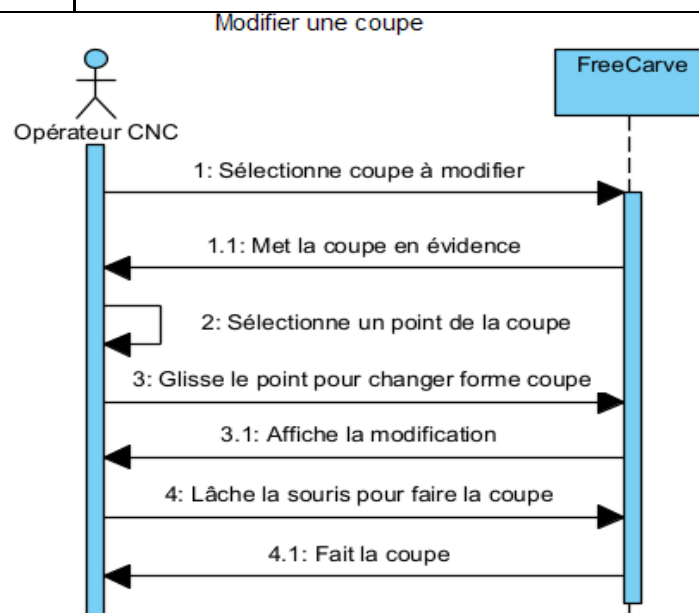 Modifier une coupe
FreeCarve
Opérateur CNC
1: Sélectionne coupe à modifier
1.1: Met la coupe en évidence
2: Sélectionne un point de la coupe
3: Glisse le point pour changer forme coupe
3.1: Affiche la modification
4: Lâche la souris pour faire la coupe
4.1: Fait la coupe